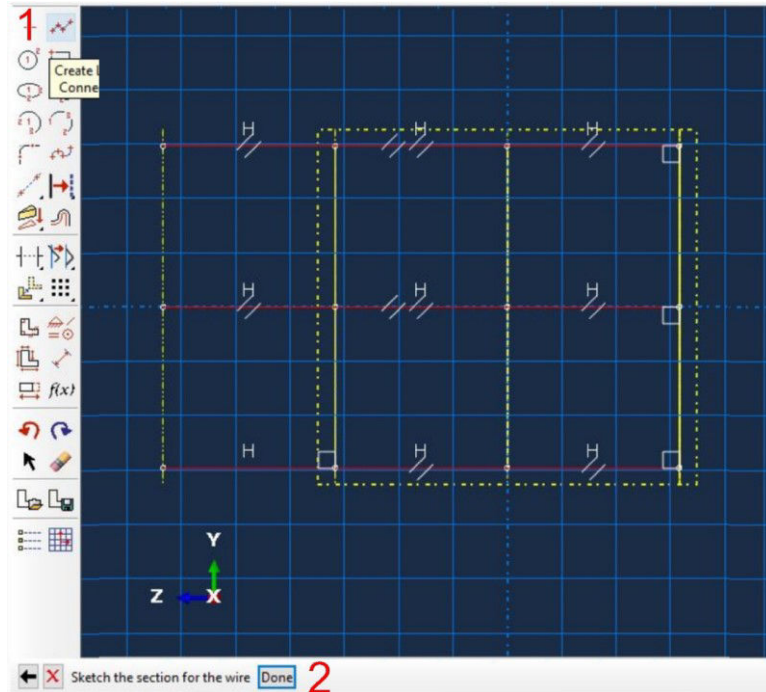 1
Create L
Conne
H H H
H H H
f(x)
H H H
Y
Z X
Sketch the section for the wire Done 2